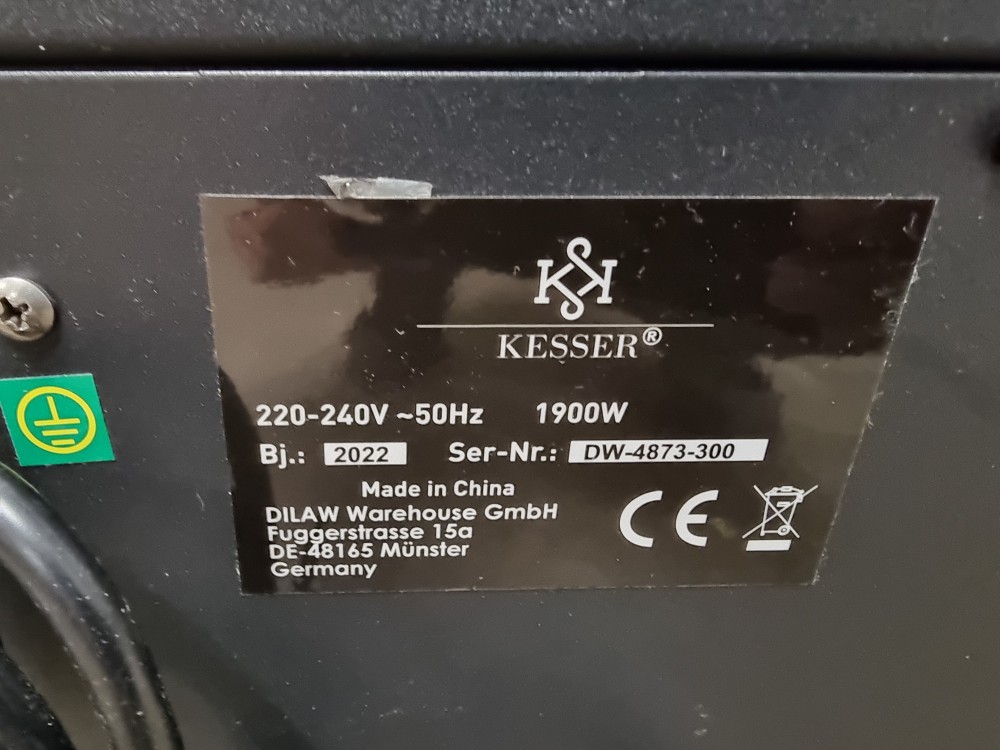 KESSER®
220-240V ~50Hz 1900W
Bj.: 2022 Ser-Nr.: DW-4873-300
Made in China
DILAW Warehouse GmbH
Fuggerstrasse 15a
DE-48165 Münster
Germany
CE